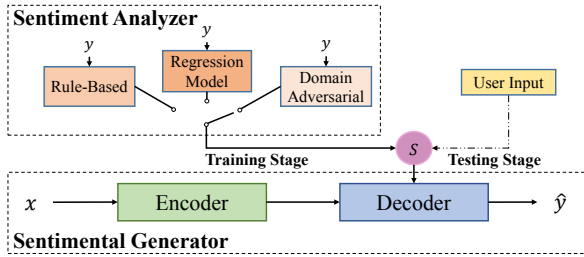 Sentiment Analyzer
y
y
y
Rule-Based
Regression
Model
Domain
Adversarial
User Input
Training Stage
S
Testing Stage
x
Encoder
Decoder
ŷ
Sentimental Generator